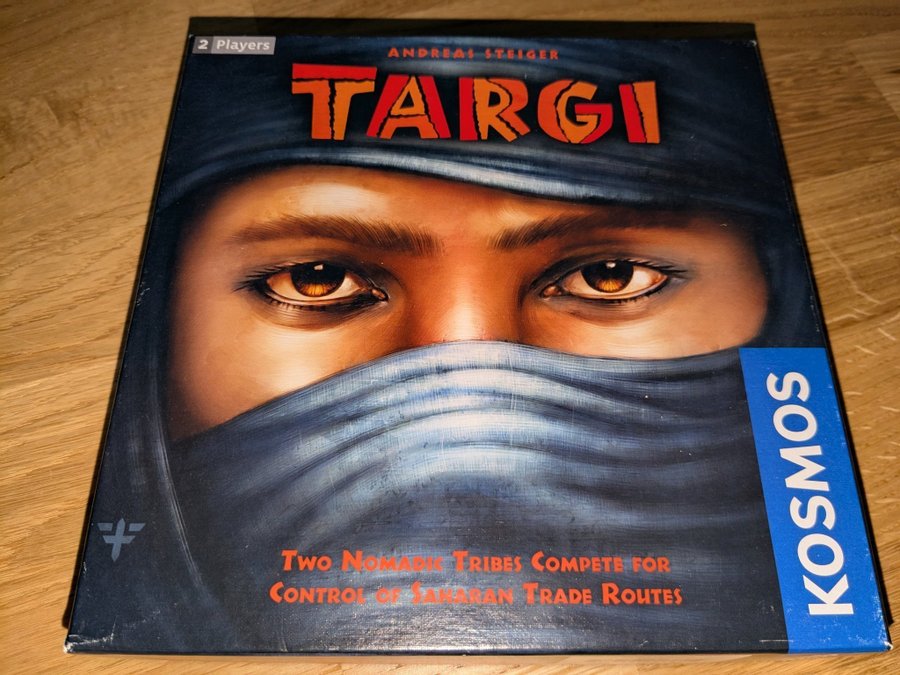 2 Players
ANDREAS STEIGER
TARGI
KOSMOS
TWO NOMADIC TRIBES COMPETE FOR
CONTROL OF SAHARAN TRADE ROUTES